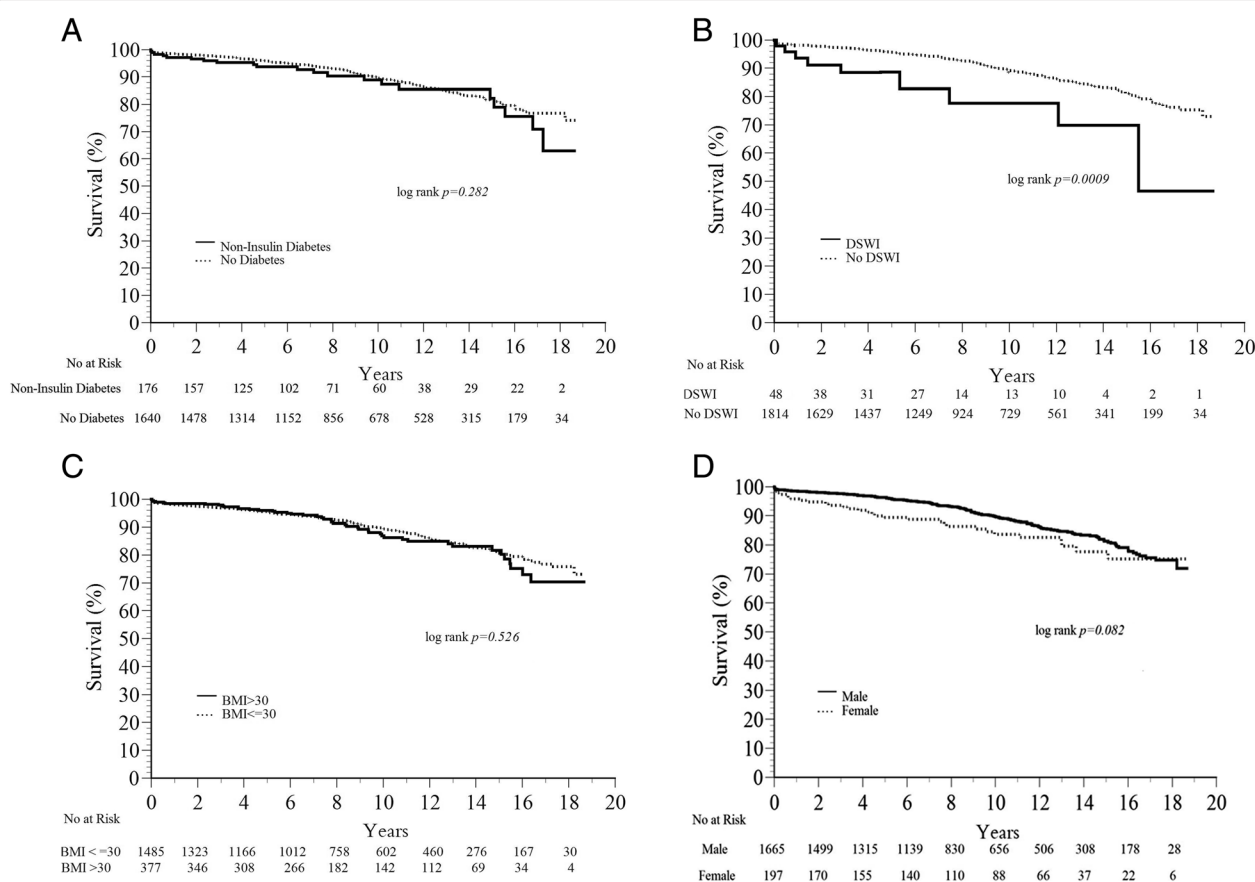 A
100
90
80
70
60
50
40
30
20
10
0
Survival (%)
log rank p=0.282
Non-Insulin Diabetes
No Diabetes
0 2 4 6 8 10 12 14 16 18 20
No at Risk
Years
Non-Insulin Diabetes 176 157 125 102 71 60 38 29 22 2
No Diabetes 1640 1478 1314 1152 856 678 528 315 179 34
B
100
90
80
70
60
50
40
30
20
10
0
Survival (%)
log rank p=0.0009
DSWI
No DSWI
0 2 4 6 8 10 12 14 16 18 20
No at Risk
Years
DSWI 48 38 31 27 14 13 10 4 2 1
No DSWI 1814 1629 1437 1249 924 729 561 341 199 34
C
100
90
80
70
60
50
40
30
20
10
0
Survival (%)
log rank p=0.526
BMI>30
BMI<=30
0 2 4 6 8 10 12 14 16 18 20
No at Risk
Years
BMI < =30 1485 1323 1166 1012 758 602 460 276 167 30
BMI >30 377 346 308 266 182 142 112 69 34 4
D
100
90
80
70
60
50
40
30
20
10
0
Survival (%)
log rank p=0.082
Male
Female
0 2 4 6 8 10 12 14 16 18 20
No at Risk
Years
Male 1665 1499 1315 1139 830 656 506 308 178 28
Female 197 170 155 140 110 88 66 37 22 6